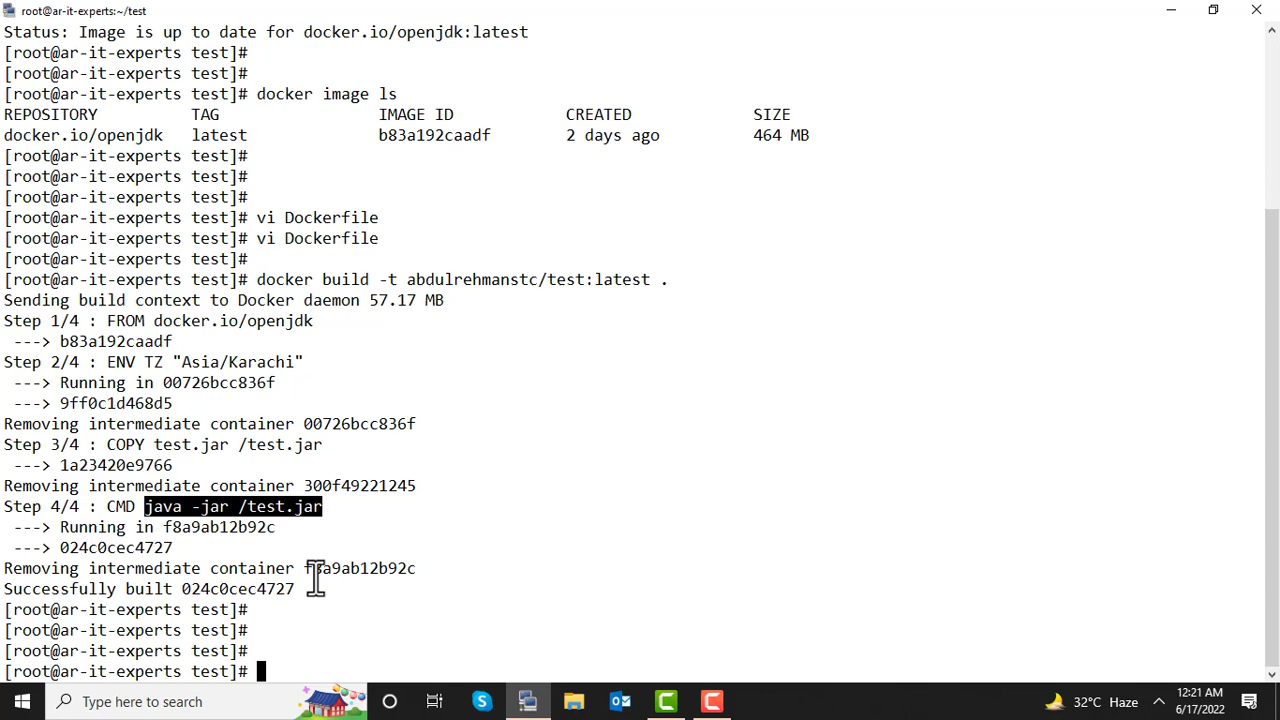 root@ar-it-experts:~/test
Status: Image is up to date for docker.io/openjdk:latest
[root@ar-it-experts test]#
[root@ar-it-experts test]#
[root@ar-it-experts test]# docker image ls
REPOSITORY TAG IMAGE ID CREATED SIZE
docker.io/openjdk latest b83a192caadf 2 days ago 464 MB
[root@ar-it-experts test]#
[root@ar-it-experts test]#
[root@ar-it-experts test]#
[root@ar-it-experts test]# vi Dockerfile
[root@ar-it-experts test]# vi Dockerfile
[root@ar-it-experts test]#
[root@ar-it-experts test]# docker build -t abdulrehmanstc/test:latest .
Sending build context to Docker daemon 57.17 MB
Step 1/4 : FROM docker.io/openjdk
---> b83a192caadf
Step 2/4 : ENV TZ "Asia/Karachi"
---> Running in 00726bcc836f
---> 9ff0c1d468d5
Removing intermediate container 00726bcc836f
Step 3/4 : COPY test.jar /test.jar
---> 1a23420e9766
Removing intermediate container 300f49221245
Step 4/4 : CMD java -jar /test.jar
---> Running in f8a9ab12b92c
---> 024c0cec4727
Removing intermediate container f8a9ab12b92c
Successfully built 024c0cec4727
[root@ar-it-experts test]#
[root@ar-it-experts test]#
[root@ar-it-experts test]#
[root@ar-it-experts test]#
Type here to search
32°C Haze
12:21 AM
6/17/2022